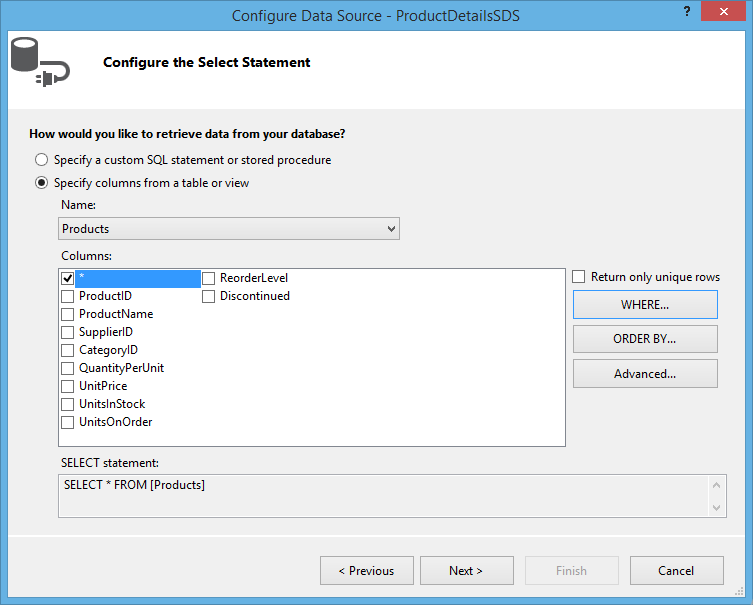 Configure Data Source - ProductDetailsSDS
?
Configure the Select Statement
How would you like to retrieve data from your database?
Specify a custom SQL statement or stored procedure
Specify columns from a table or view
Name:
Products
Columns:
*
ProductID
ProductName
SupplierID
CategoryID
QuantityPerUnit
UnitPrice
UnitsInStock
UnitsOnOrder
ReorderLevel
Discontinued
Return only unique rows
WHERE...
ORDER BY...
Advanced...
SELECT statement:
SELECT * FROM [Products]
< Previous
Next >
Finish
Cancel